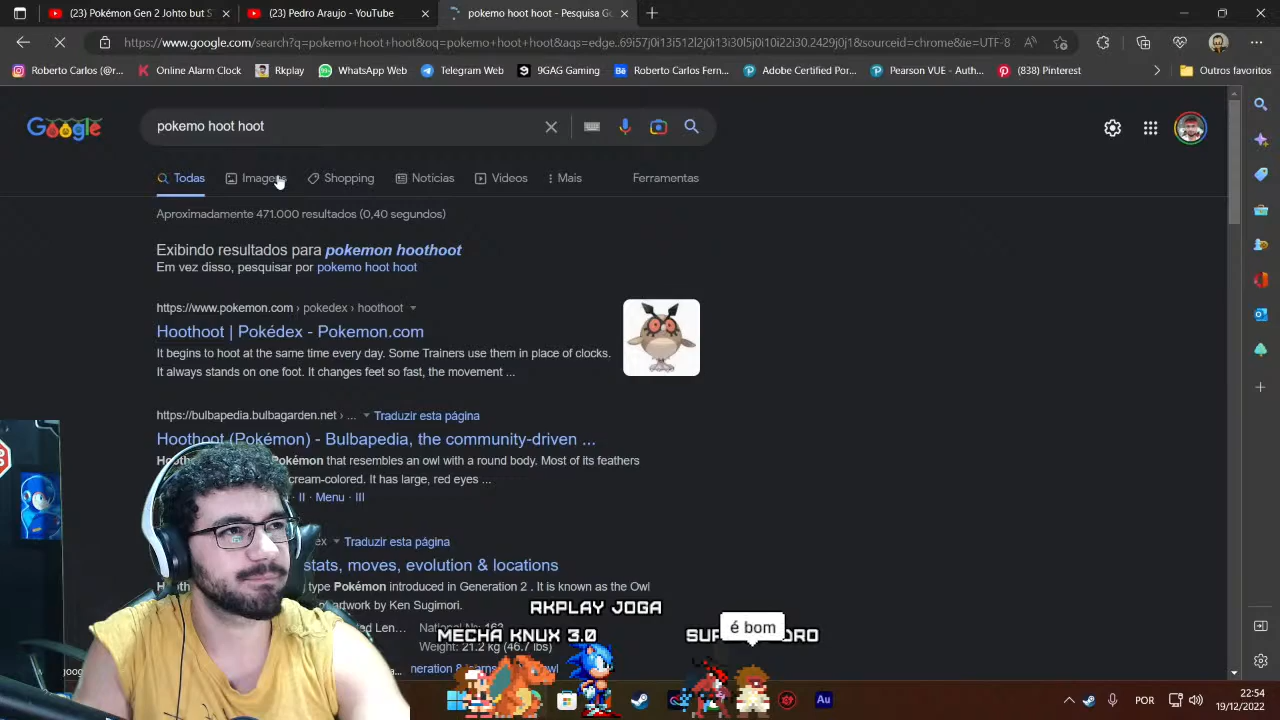 (23) Pokémon Gen 2 Johto but S
(23) Pedro Araujo - YouTube
pokemo hoot hoot - Pesquisa Go
https://www.google.com/search?q=pokemo+hoot+hoot&oq=pokemo+hoot+hoot&aqs=edge..69i57j0i13i512l2j0i13i30l5j0i10i22i30.2429j0j1&sourceid=chrome&ie=UTF-8
Roberto Carlos (@r...
Online Alarm Clock
Rkplay
WhatsApp Web
Telegram Web
9GAG Gaming
Roberto Carlos Fern...
Adobe Certified Por...
Pearson VUE - Auth...
(838) Pinterest
Outros favoritos
Google
pokemo hoot hoot
Todas
Imagens
Shopping
Notícias
Vídeos
Mais
Ferramentas
Aproximadamente 471.000 resultados (0,40 segundos)
Exibindo resultados para pokemon hoothoot
Em vez disso, pesquisar por pokemo hoot hoot
https://www.pokemon.com › pokedex › hoothoot
Hoothoot | Pokédex - Pokemon.com
It begins to hoot at the same time every day. Some Trainers use them in place of clocks.
It always stands on one foot. It changes feet so fast, the movement ...
https://bulbapedia.bulbagarden.net › ...
Traduzir esta página
Hoothoot (Pokémon) - Bulbapedia, the community-driven ...
Pokémon that resembles an owl with a round body. Most of its feathers
cream-colored. It has large, red eyes ...
II · Menu · III
ex
Traduzir esta página
stats, moves, evolution & locations
type Pokémon introduced in Generation 2 . It is known as the Owl
artwork by Ken Sugimori.
RKPLAY JOGA
National №: 163
MECHA KNUX 3.0
é bom
Weight: 21.2 kg (46.7 lbs)
Au
POR
22:54
19/12/2022